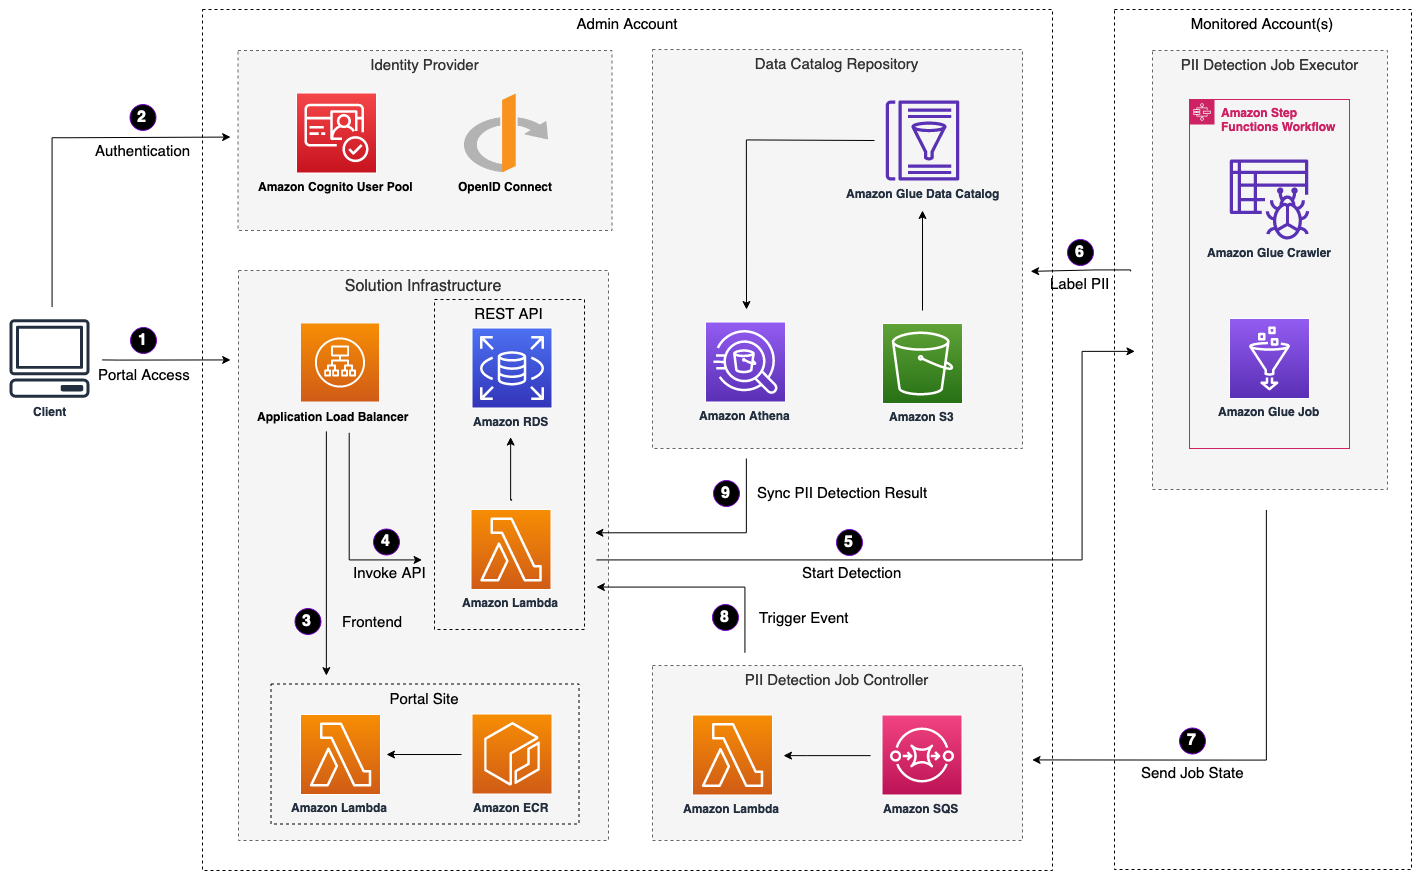 Admin Account
Monitored Account(s)
Identity Provider
Data Catalog Repository
PII Detection Job Executor
Amazon Step
Functions Workflow
2
Authentication
Amazon Cognito User Pool
OpenID Connect
Amazon Glue Data Catalog
Amazon Glue Crawler
6
Label PII
Solution Infrastructure
REST API
1
Portal Access
Client
Application Load Balancer
Amazon RDS
Amazon Athena
Amazon S3
Amazon Glue Job
9
Sync PII Detection Result
4
Invoke API
5
Start Detection
Amazon Lambda
3
Frontend
8
Trigger Event
Portal Site
PII Detection Job Controller
7
Send Job State
Amazon Lambda
Amazon ECR
Amazon Lambda
Amazon SQS